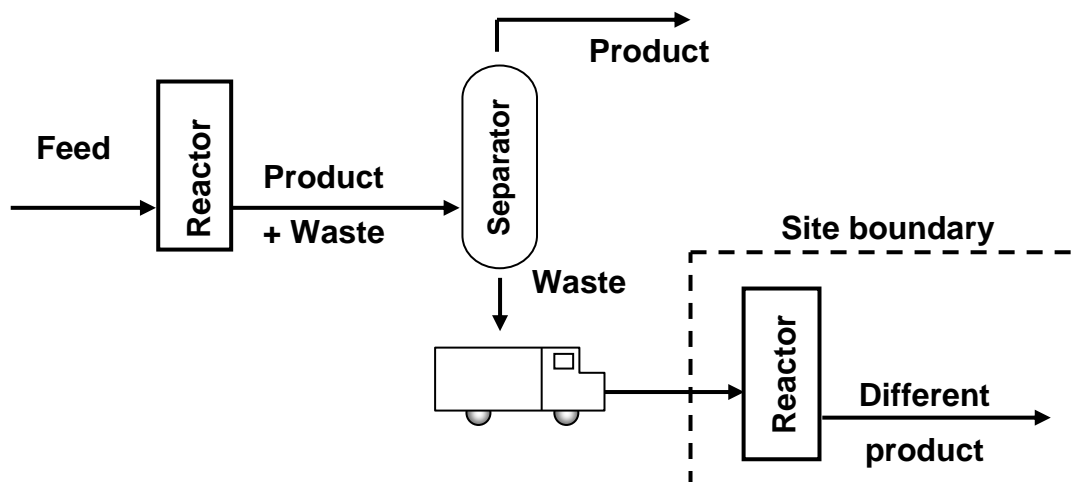 Feed
Reactor
Product
+ Waste
Separator
Product
Waste
Site boundary
Reactor
Different
product